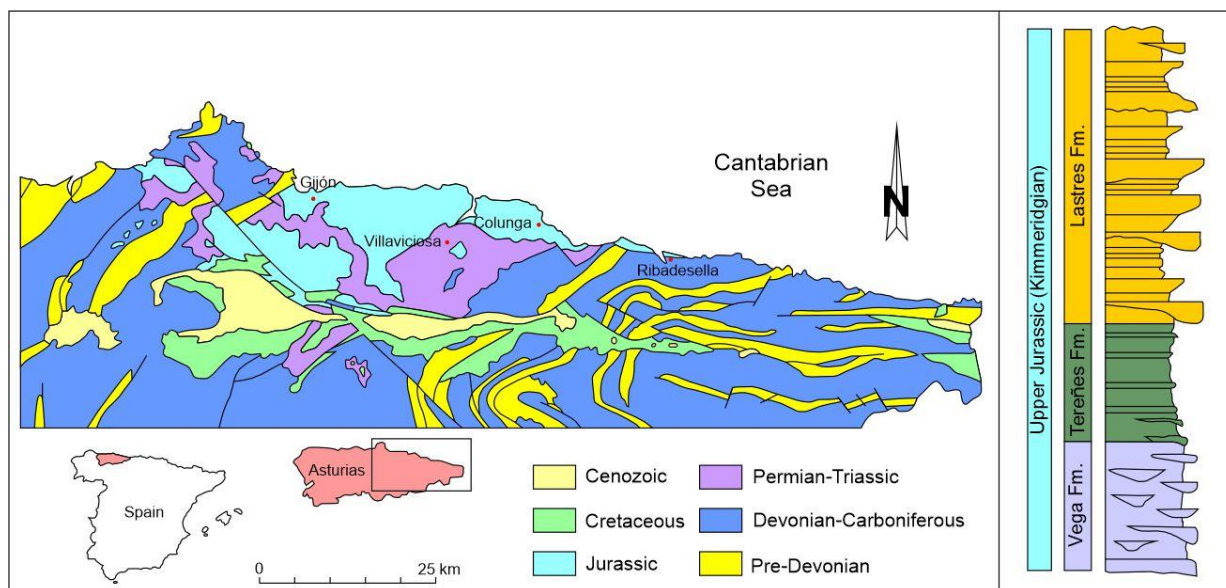 Cantabrian
Sea
N
Gijón
Colunga
Villaviciosa
Ribadesella
Spain
Asturias
0
25 km
Cenozoic
Cretaceous
Jurassic
Permian-Triassic
Devonian-Carboniferous
Pre-Devonian
Upper Jurassic (Kimmeridgian)
Lastres Fm.
Tereñes Fm.
Vega Fm.